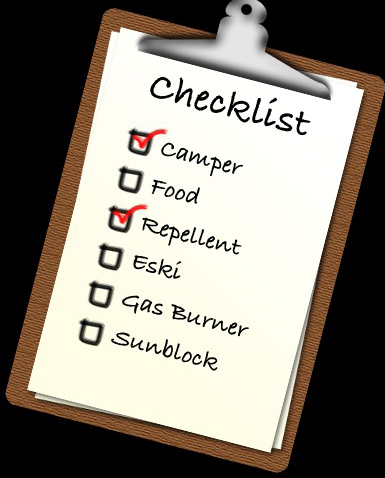 Checklist
Camper
Food
Repellent
Eski
Gas Burner
Sunblock